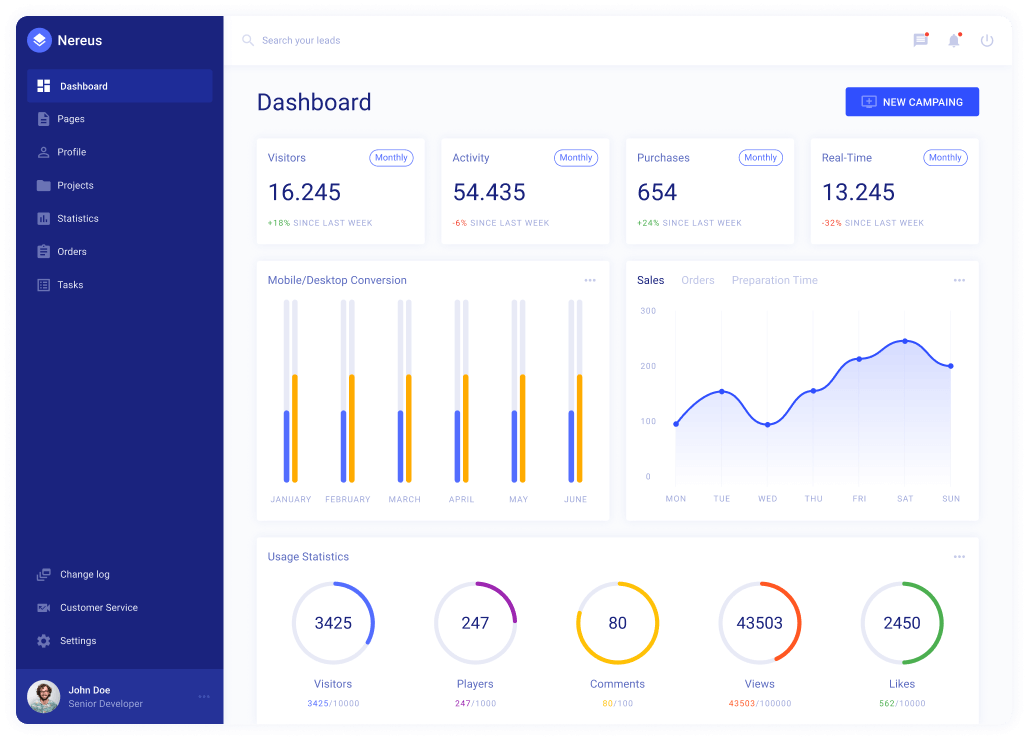 Nereus
Search your leads
Dashboard
Pages
Profile
Projects
Statistics
Orders
Tasks
Change log
Customer Service
Settings
John Doe
Senior Developer
Dashboard
NEW CAMPAING
Visitors Monthly
16.245
+18% SINCE LAST WEEK
Activity Monthly
54.435
-6% SINCE LAST WEEK
Purchases Monthly
654
+24% SINCE LAST WEEK
Real-Time Monthly
13.245
-32% SINCE LAST WEEK
Mobile/Desktop Conversion
JANUARY FEBRUARY MARCH APRIL MAY JUNE
Sales Orders Preparation Time
300
200
100
0
MON TUE WED THU FRI SAT SUN
Usage Statistics
3425 247 80 43503 2450
Visitors Players Comments Views Likes
3425/10000 247/1000 80/100 43503/100000 562/10000